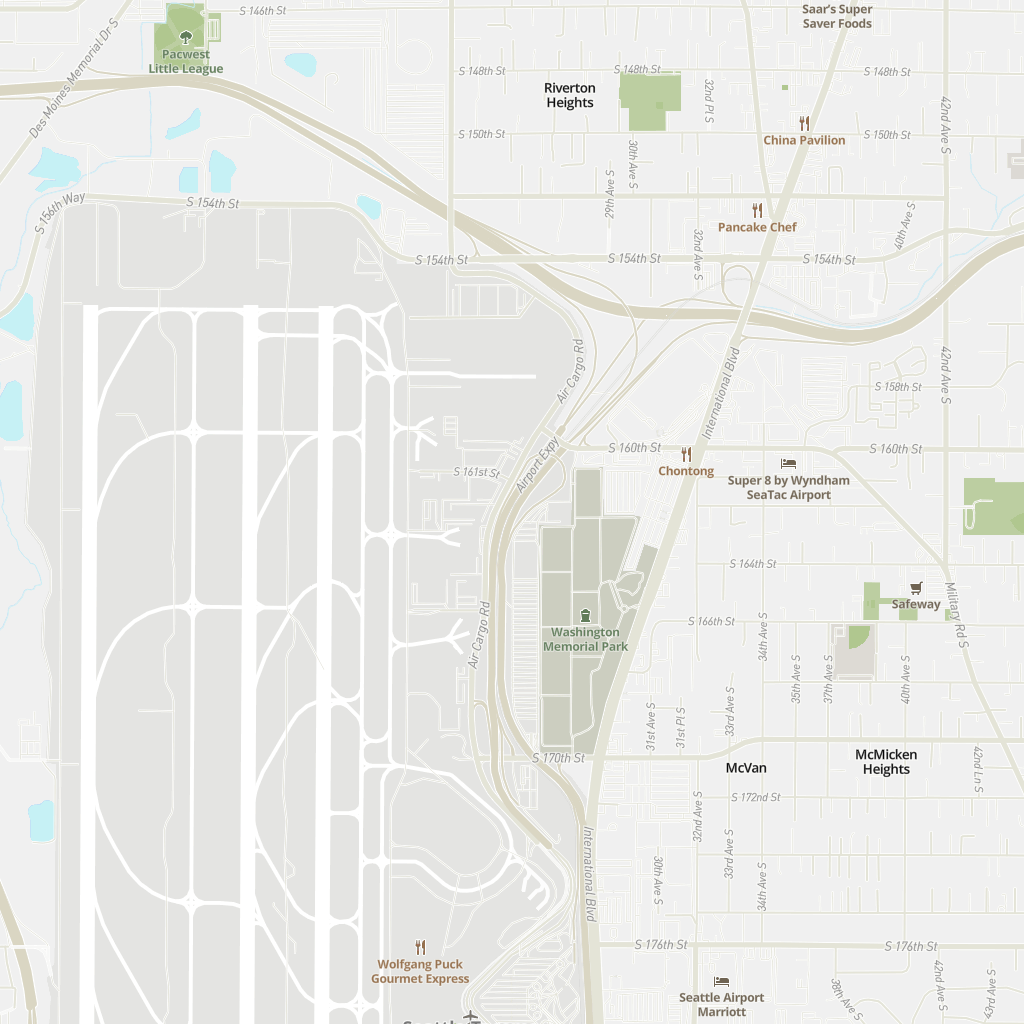 S 146th St
Saar's Super
Saver Foods
Des Moines Memorial Dr S
Pacwest
Little League
S 148th St
S 148th St
S 148th St
Riverton
Heights
32nd Pl S
42nd Ave S
China Pavilion
S 150th St
S 150th St
30th Ave S
29th Ave S
S 156th Way
S 154th St
Pancake Chef
40th Ave S
32nd Ave S
S 154th St
S 154th St
S 154th St
Air Cargo Rd
International Blvd
42nd Ave S
S 158th St
S 160th St
S 160th St
Airport Expy
S 161st St
Chontong
Super 8 by Wyndham
SeaTac Airport
S 164th St
Military Rd S
Safeway
Air Cargo Rd
Washington
Memorial Park
S 166th St
34th Ave S
35th Ave S
37th Ave S
40th Ave S
31st Ave S
31st Pl S
33rd Ave S
S 170th St
McVan
McMicken
Heights
42nd Ln S
S 172nd St
32nd Ave S
International Blvd
33rd Ave S
30th Ave S
34th Ave S
S 176th St
S 176th St
Wolfgang Puck
Gourmet Express
Seattle Airport
Marriott
38th Ave S
42nd Ave S
43rd Ave S